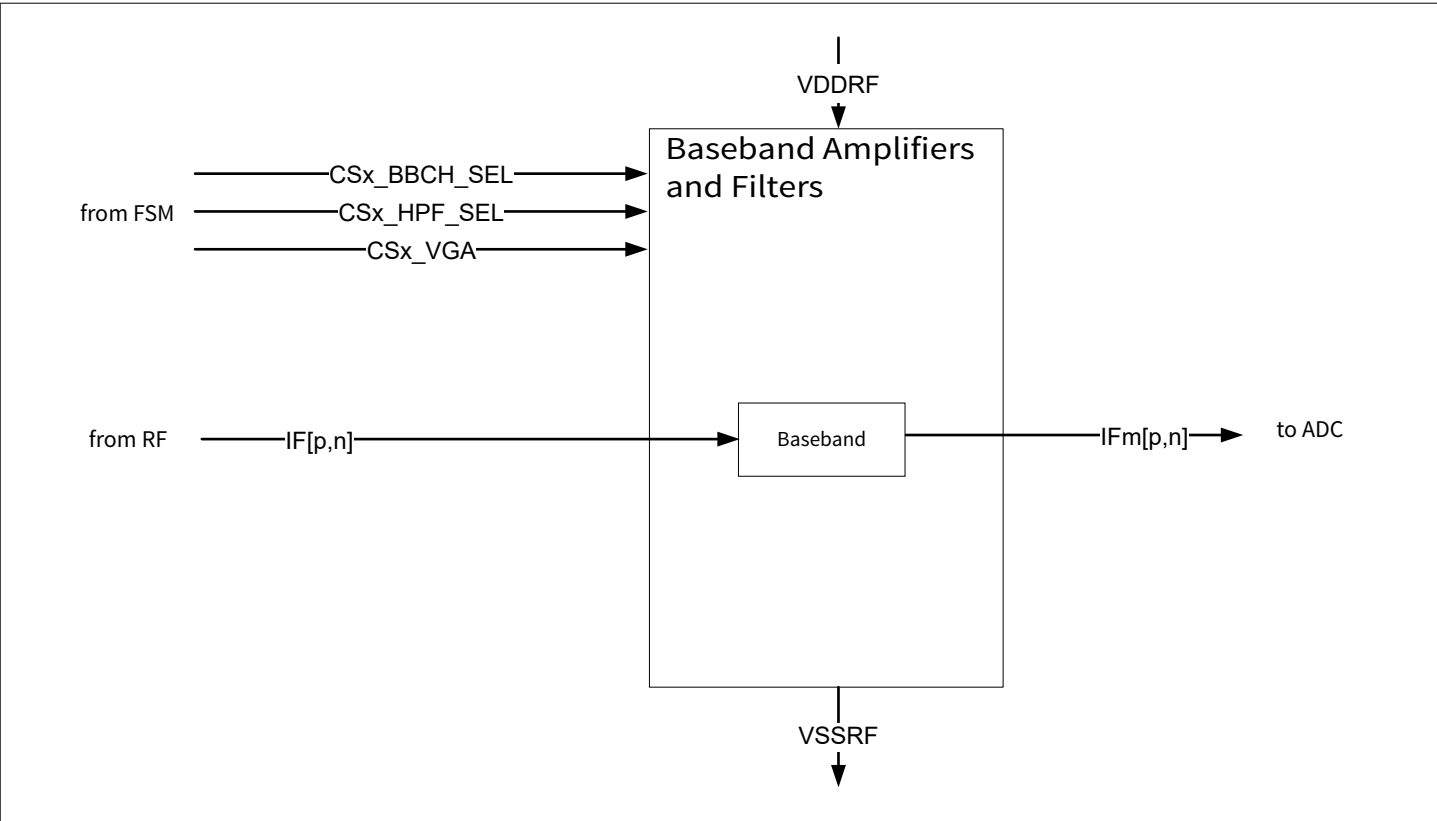 VDDRF
Baseband Amplifiers
and Filters
CSx_BBCH_SEL
from FSM
CSx_HPF_SEL
CSx_VGA
from RF
IF[p,n]
Baseband
IFm[p,n]
to ADC
VSSRF